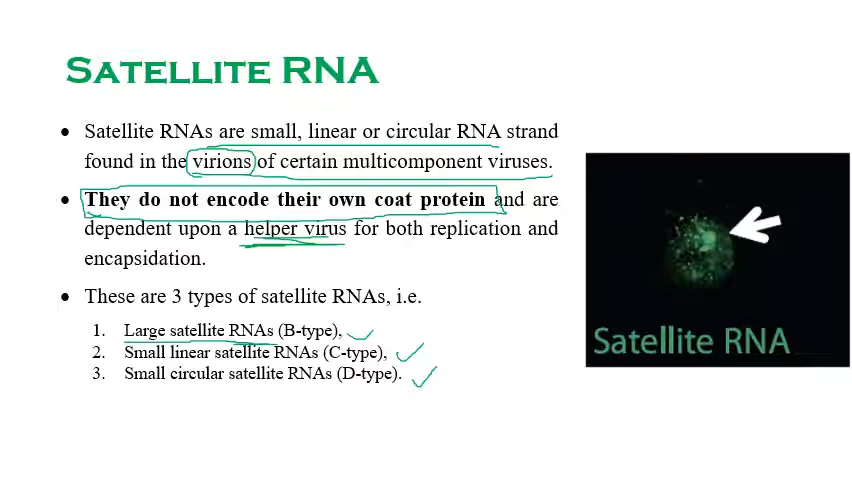 SATELLITE RNA
• Satellite RNAs are small, linear or circular RNA strand
found in the virions of certain multicomponent viruses.
• They do not encode their own coat protein and are
dependent upon a helper virus for both replication and
encapsidation.
• These are 3 types of satellite RNAs, i.e.
1. Large satellite RNAs (B-type),
2. Small linear satellite RNAs (C-type),
3. Small circular satellite RNAs (D-type).
Satellite RNA